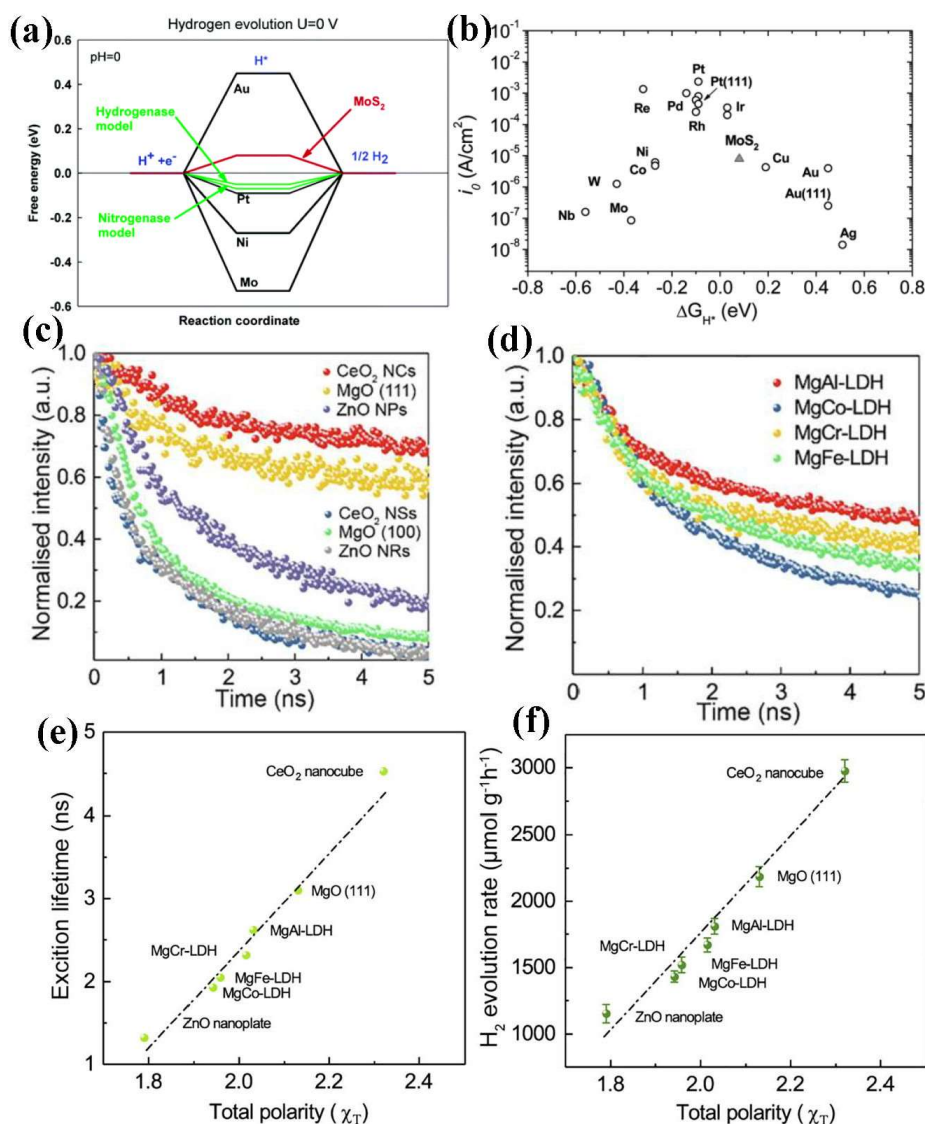 (a)
Hydrogen evolution U=0 V
pH=0
H⁺
Au
Hydrogenase
model
MoS₂
H⁺ +e⁻
1/2 H₂
Pt
Nitrogenase
model
Ni
Mo
Free energy (eV)
0.6
0.4
0.2
0.0
-0.2
-0.4
-0.6
Reaction coordinate
(b)
i₀ (A/cm²)
10⁻¹
10⁻²
10⁻³
10⁻⁴
10⁻⁵
10⁻⁶
10⁻⁷
10⁻⁸
Pt
Pt(111)
Re
Pd
Ir
Rh
MoS₂
Ni
Co
Cu
Au
W
Au(111)
Nb
Mo
Ag
-0.8 -0.6 -0.4 -0.2 0.0 0.2 0.4 0.6 0.8
ΔG_H* (eV)
(c)
Normalised intensity (a.u.)
1.0
0.8
0.6
0.4
0.2
CeO₂ NCs
MgO (111)
ZnO NPs
CeO₂ NSs
MgO (100)
ZnO NRs
0 1 2 3 4 5
Time (ns)
(d)
Normalised intensity (a.u.)
1.0
0.8
0.6
0.4
0.2
MgAl-LDH
MgCo-LDH
MgCr-LDH
MgFe-LDH
0 1 2 3 4 5
Time (ns)
(e)
Excition lifetime (ns)
5
4
3
2
1
CeO₂ nanocube
MgO (111)
MgAl-LDH
MgCr-LDH
MgFe-LDH
MgCo-LDH
ZnO nanoplate
1.8 2.0 2.2 2.4
Total polarity (χ_T)
(f)
H₂ evolution rate (μmol g⁻¹h⁻¹)
3000
2500
2000
1500
1000
CeO₂ nanocube
MgO (111)
MgAl-LDH
MgCr-LDH
MgFe-LDH
MgCo-LDH
ZnO nanoplate
1.8 2.0 2.2 2.4
Total polarity (χ_T)